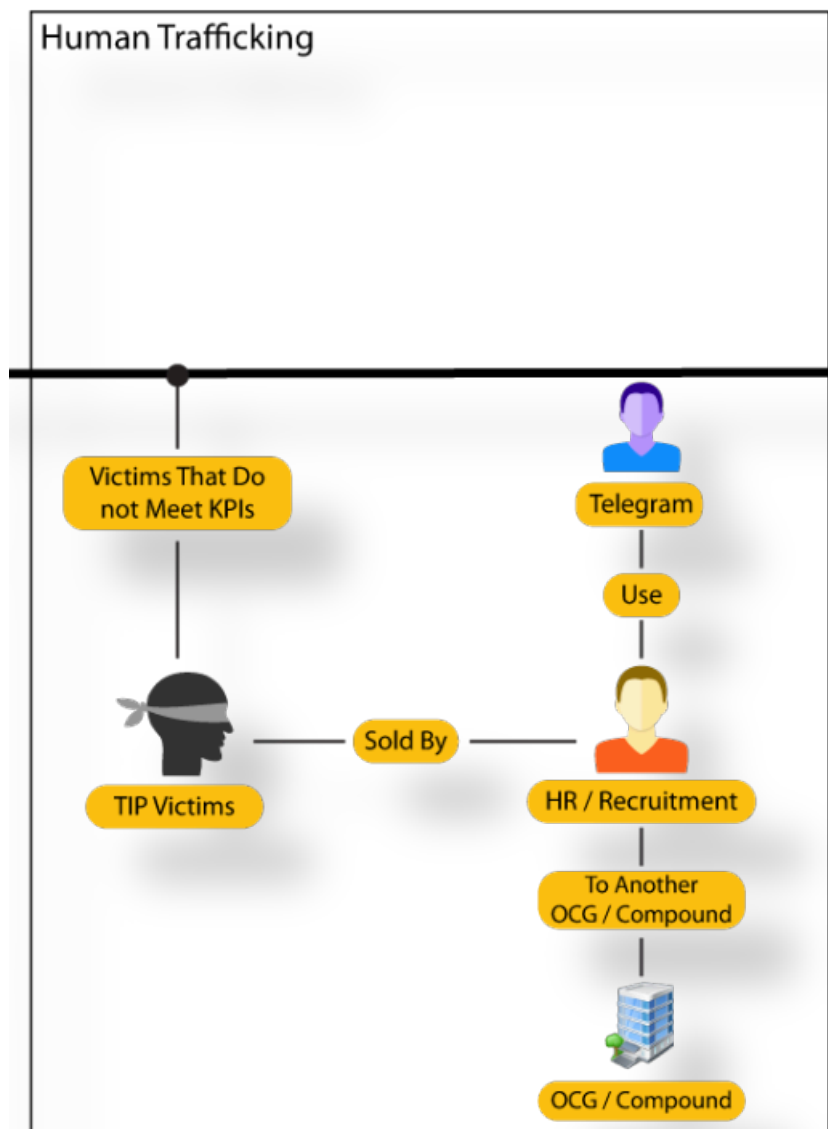 Human Trafficking
Victims That Do
not Meet KPIs
Telegram
Use
Sold By
TIP Victims
HR / Recruitment
To Another
OCG / Compound
OCG / Compound